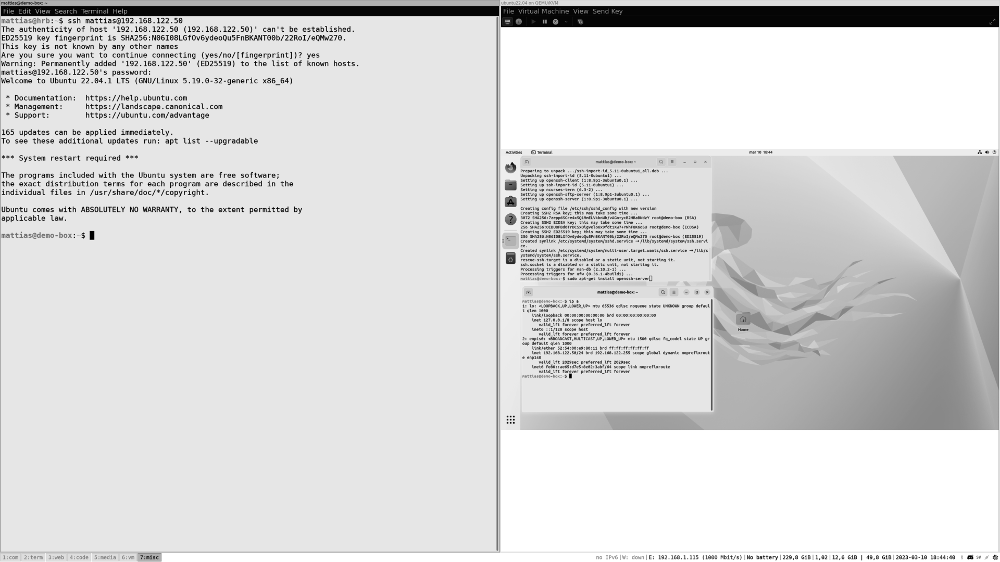 mattias@demo-box: ~
File Edit View Search Terminal Help
mattias@hrb:~$ ssh mattias@192.168.122.50
The authenticity of host '192.168.122.50 (192.168.122.50)' can't be established.
ED25519 key fingerprint is SHA256:N06I08LGfOv6ydeoQu5FnBKANT00b/22RoI/eQMw270.
This key is not known by any other names
Are you sure you want to continue connecting (yes/no/[fingerprint])? yes
Warning: Permanently added '192.168.122.50' (ED25519) to the list of known hosts.
mattias@192.168.122.50's password:
Welcome to Ubuntu 22.04.1 LTS (GNU/Linux 5.19.0-32-generic x86_64)
* Documentation:  https://help.ubuntu.com
* Management:     https://landscape.canonical.com
* Support:        https://ubuntu.com/advantage
165 updates can be applied immediately.
To see these additional updates run: apt list --upgradable
*** System restart required ***
The programs included with the Ubuntu system are free software;
the exact distribution terms for each program are described in the
individual files in /usr/share/doc/*/copyright.
Ubuntu comes with ABSOLUTELY NO WARRANTY, to the extent permitted by
applicable law.
mattias@demo-box:~$
ubuntu22.04 on QEMU/KVM
File Virtual Machine View Send Key
Activities Terminal mar 10 18:44
mattias@demo-box: ~
Preparing to unpack .../ssh-import-id_5.11-0ubuntu1_all.deb ...
Unpacking ssh-import-id (5.11-0ubuntu1) ...
Setting up openssh-client (1:8.9p1-3ubuntu0.1) ...
Setting up ssh-import-id (5.11-0ubuntu1) ...
Setting up ncurses-term (6.3-2) ...
Setting up openssh-sftp-server (1:8.9p1-3ubuntu0.1) ...
Setting up openssh-server (1:8.9p1-3ubuntu0.1) ...
Creating config file /etc/ssh/sshd_config with new version
Creating SSH2 RSA key; this may take some time ...
3072 SHA256:7zepp6SGre4xSQ1MmELVkbnWh/vAGn+ycB2HBaBWdzY root@demo-box (RSA)
Creating SSH2 ECDSA key; this may take some time ...
256 SHA256:OIBU8FBd0TrDCSxOigvelo6x9fdt1Xw7+YNhF8K6oSU root@demo-box (ECDSA)
Creating SSH2 ED25519 key; this may take some time ...
256 SHA256:N06I08LGfOv6ydeoQu5FnBKANT00b/22RoI/eQMw270 root@demo-box (ED25519)
Created symlink /etc/systemd/system/sshd.service → /lib/systemd/system/ssh.servi
ce.
Created symlink /etc/systemd/system/multi-user.target.wants/ssh.service → /lib/s
ystemd/system/ssh.service.
rescue-ssh.target is a disabled or a static unit, not starting it.
ssh.socket is a disabled or a static unit, not starting it.
Processing triggers for man-db (2.10.2-1) ...
Processing triggers for ufw (0.36.1-4build1) ...
mattias@demo-box:~$ sudo apt-get install openssh-server
mattias@demo-box: ~
mattias@demo-box:~$ ip a
1: lo: <LOOPBACK,UP,LOWER_UP> mtu 65536 qdisc noqueue state UNKNOWN group defaul
t qlen 1000
link/loopback 00:00:00:00:00:00 brd 00:00:00:00:00:00
inet 127.0.0.1/8 scope host lo
valid_lft forever preferred_lft forever
inet6 ::1/128 scope host
valid_lft forever preferred_lft forever
2: enp1s0: <BROADCAST,MULTICAST,UP,LOWER_UP> mtu 1500 qdisc fq_codel state UP gr
oup default qlen 1000
link/ether 52:54:00:e9:80:11 brd ff:ff:ff:ff:ff:ff
inet 192.168.122.50/24 brd 192.168.122.255 scope global dynamic noprefixrout
e enp1s0
valid_lft 2029sec preferred_lft 2029sec
inet6 fe80::ae65:d7e5:8e02:3abf/64 scope link noprefixroute
valid_lft forever preferred_lft forever
mattias@demo-box:~$
Home
1:com 2:term 3:web 4:code 5:media 6:vm 7:misc
no IPv6|W: down|E: 192.168.1.115 (1000 Mbit/s)|No battery|229,8 GiB|1,02|12,6 GiB | 49,8 GiB|2023-03-10 18:44:40 SV